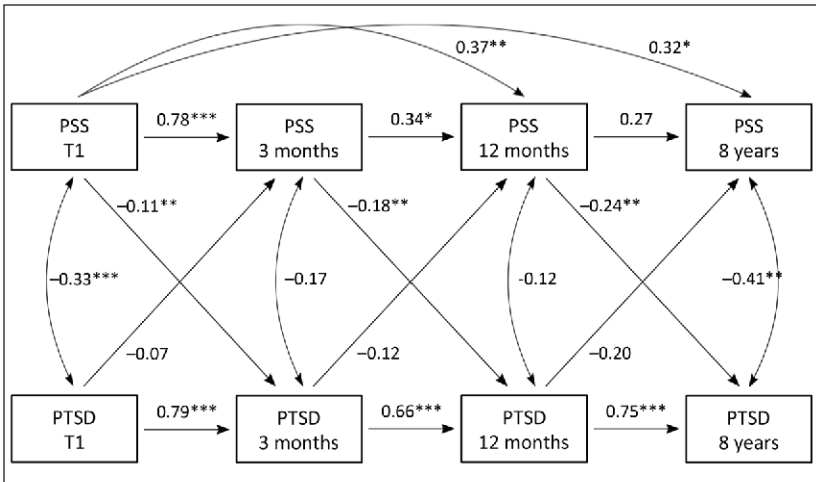 0.37**
0.32*
PSS
T1
0.78***
PSS
3 months
0.34*
PSS
12 months
0.27
PSS
8 years
–0.11**
–0.18**
–0.24**
–0.33***
–0.17
-0.12
–0.41**
–0.07
–0.12
–0.20
PTSD
T1
0.79***
PTSD
3 months
0.66***
PTSD
12 months
0.75***
PTSD
8 years